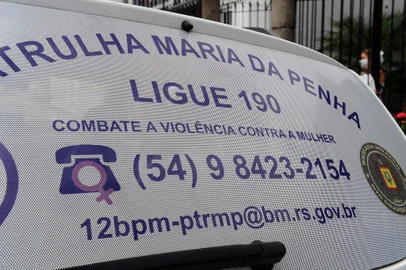 ATRULHA MARIA DA PENHA
LIGUE 190
COMBATE A VIOLÊNCIA CONTRA A MULHER
(54) 9 8423-2154
12bpm-ptrmp@bm.rs.gov.br